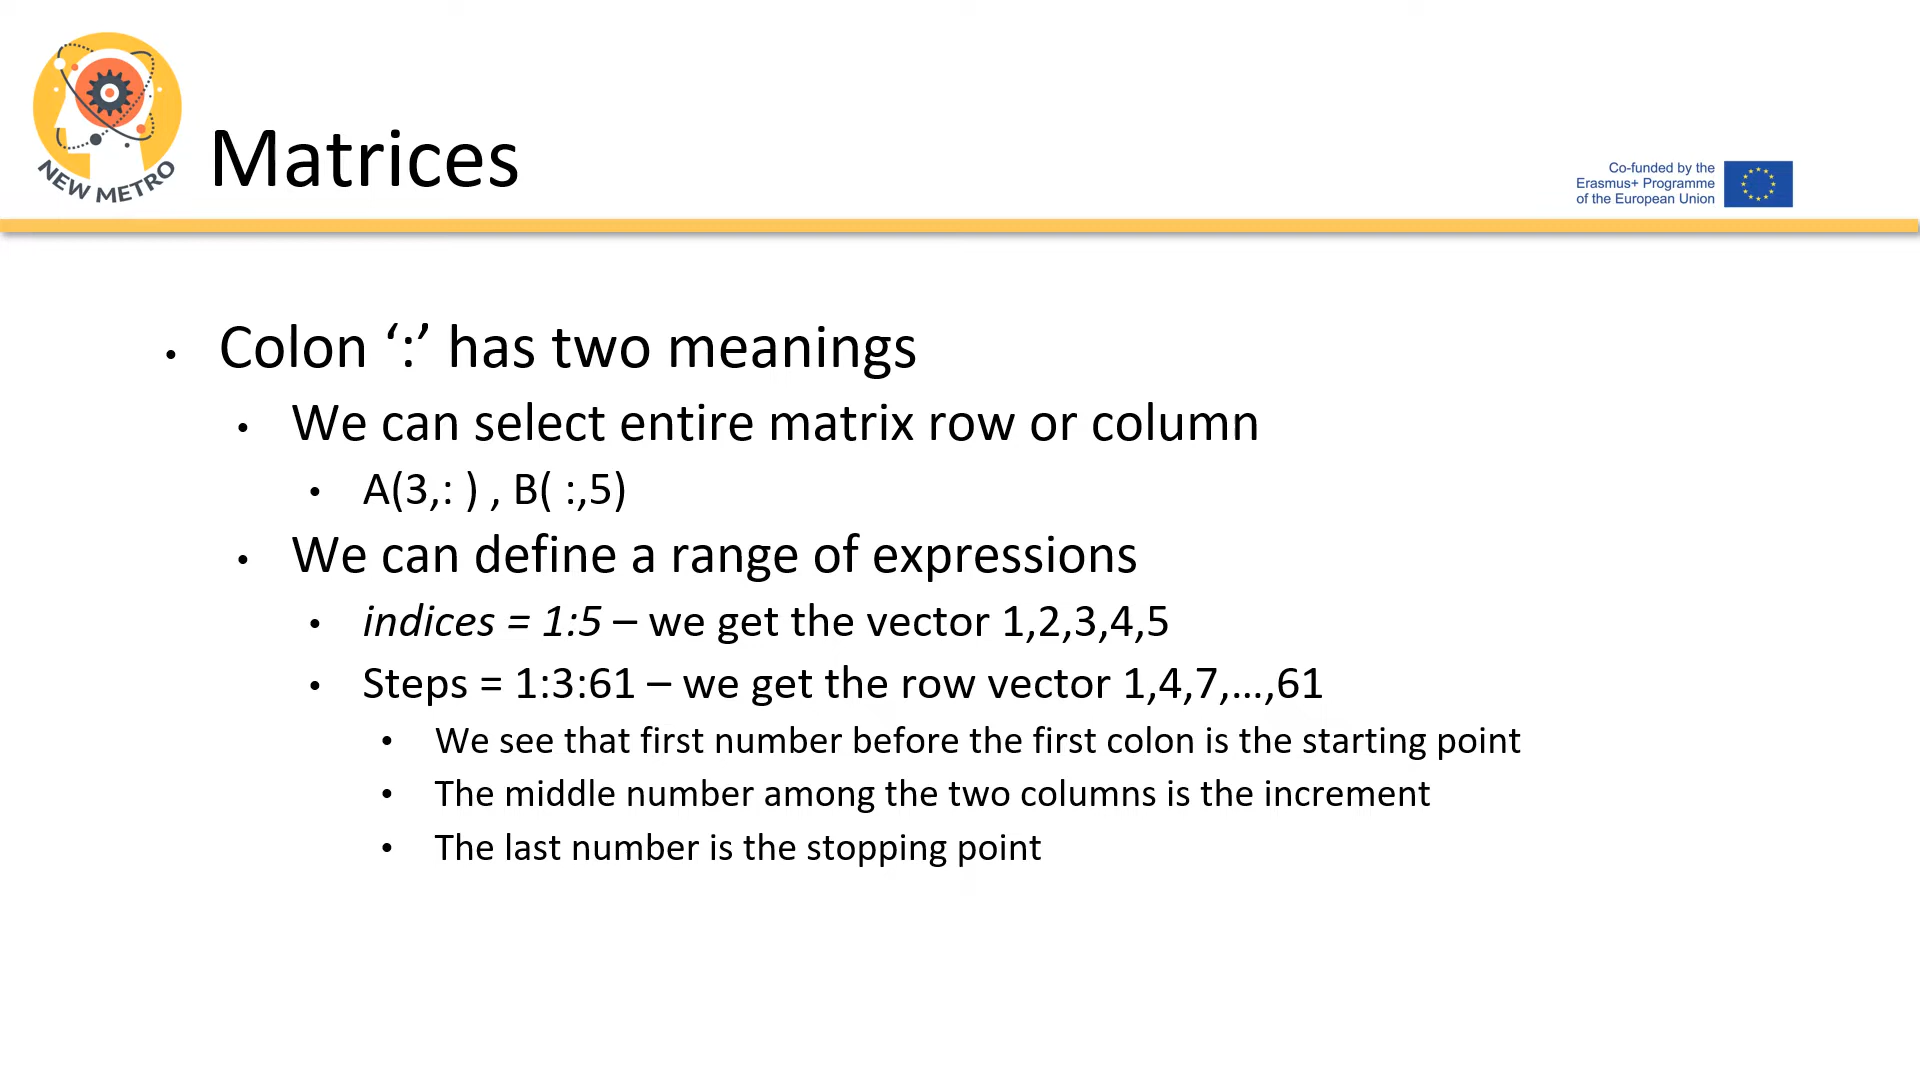 NEW METRO
Matrices
Co-funded by the
Erasmus+ Programme
of the European Union
• Colon ‘:’ has two meanings
• We can select entire matrix row or column
• A(3,: ) , B( :,5)
• We can define a range of expressions
• indices = 1:5 – we get the vector 1,2,3,4,5
• Steps = 1:3:61 – we get the row vector 1,4,7,...,61
• We see that first number before the first colon is the starting point
• The middle number among the two columns is the increment
• The last number is the stopping point